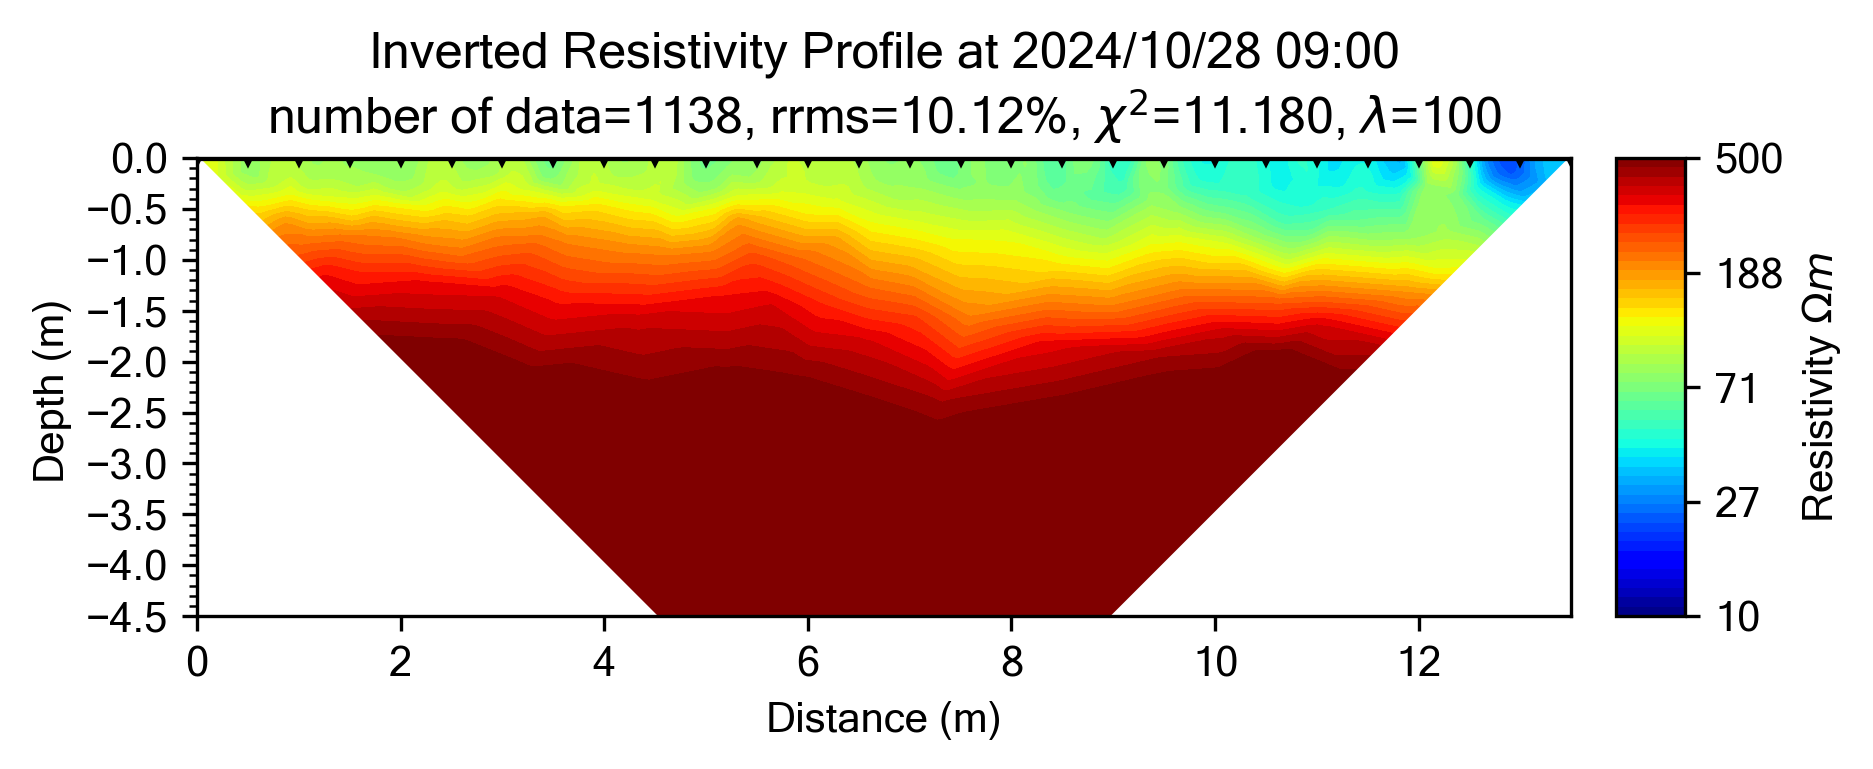 Inverted Resistivity Profile at 2024/10/28 09:00
number of data=1138, rrms=10.12%, χ²=11.180, λ=100
0.0
−0.5
−1.0
−1.5
−2.0
−2.5
−3.0
−3.5
−4.0
−4.5
Depth (m)
0 2 4 6 8 10 12
Distance (m)
500
188
71
27
10
Resistivity Ωm